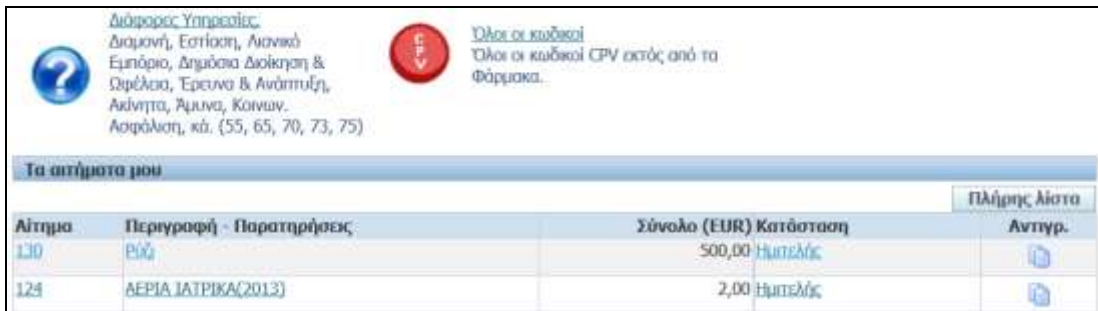 Διάφορες Υπηρεσίες
Διαμονή, Εστίαση, Λιανικό
Εμπόριο, Δημόσια Διοίκηση &
Ωφέλεια, Έρευνα & Ανάπτυξη,
Ακίνητα, Άμυνα, Κοινων.
Ασφάλιση, κά. (55, 65, 70, 73, 75)
CPV
Όλοι οι κωδικοί
Όλοι οι κωδικοί CPV εκτός από τα
Φάρμακα.
Τα αιτήματα μου
Πλήρης λίστα
Αίτημα Περιγραφή - Παρατηρήσεις Σύνολο (EUR) Κατάσταση Αντιγρ.
130 Ρύζι 500,00 Ημιτελής
124 ΑΕΡΙΑ ΙΑΤΡΙΚΑ(2013) 2,00 Ημιτελής